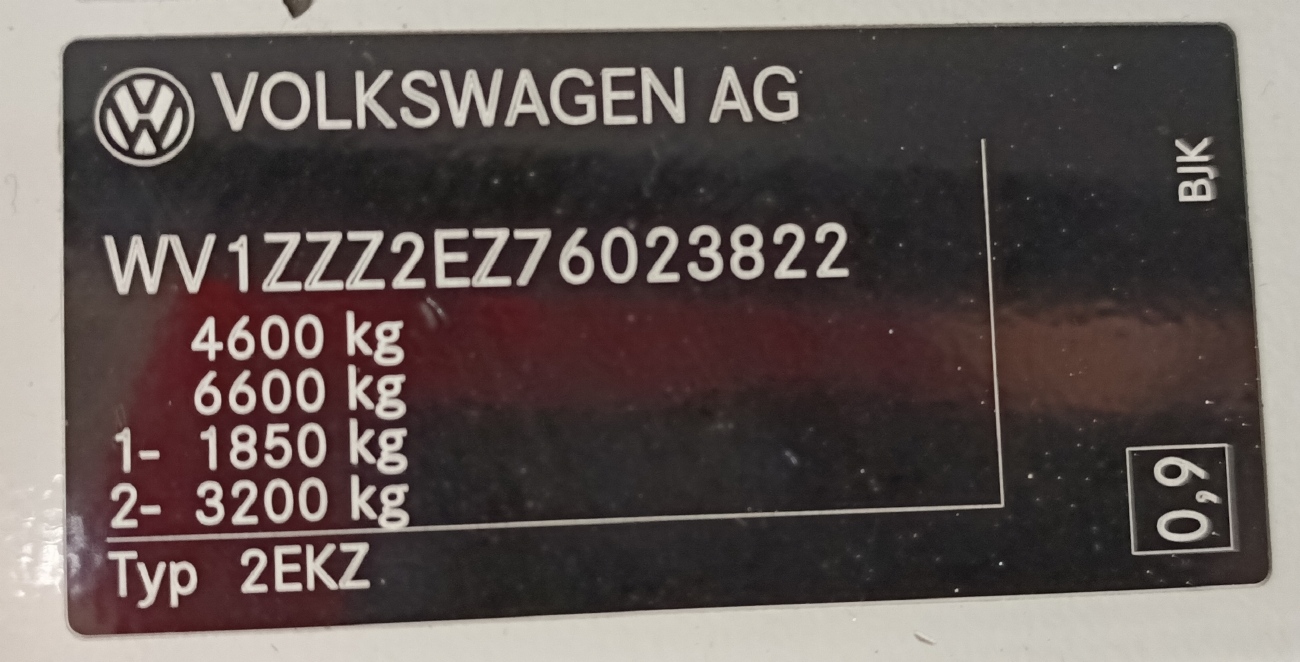 VOLKSWAGEN AG
WV1ZZZ2EZ76023822
4600 kg
6600 kg
1- 1850 kg
2- 3200 kg
Typ 2EKZ
BJK
0,9